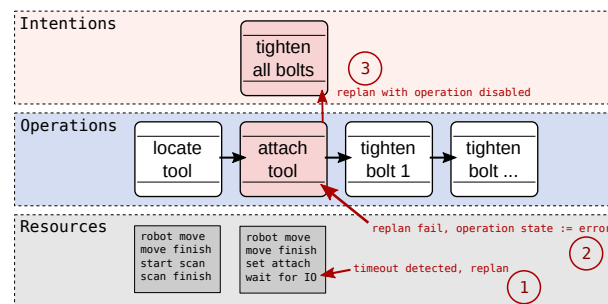 Intentions
tighten
all bolts
3
replan with operation disabled
Operations
locate
tool
attach
tool
tighten
bolt 1
tighten
bolt ...
replan fail, operation state := error
2
Resources
robot move
move finish
start scan
scan finish
robot move
move finish
set attach
wait for IO
timeout detected, replan
1